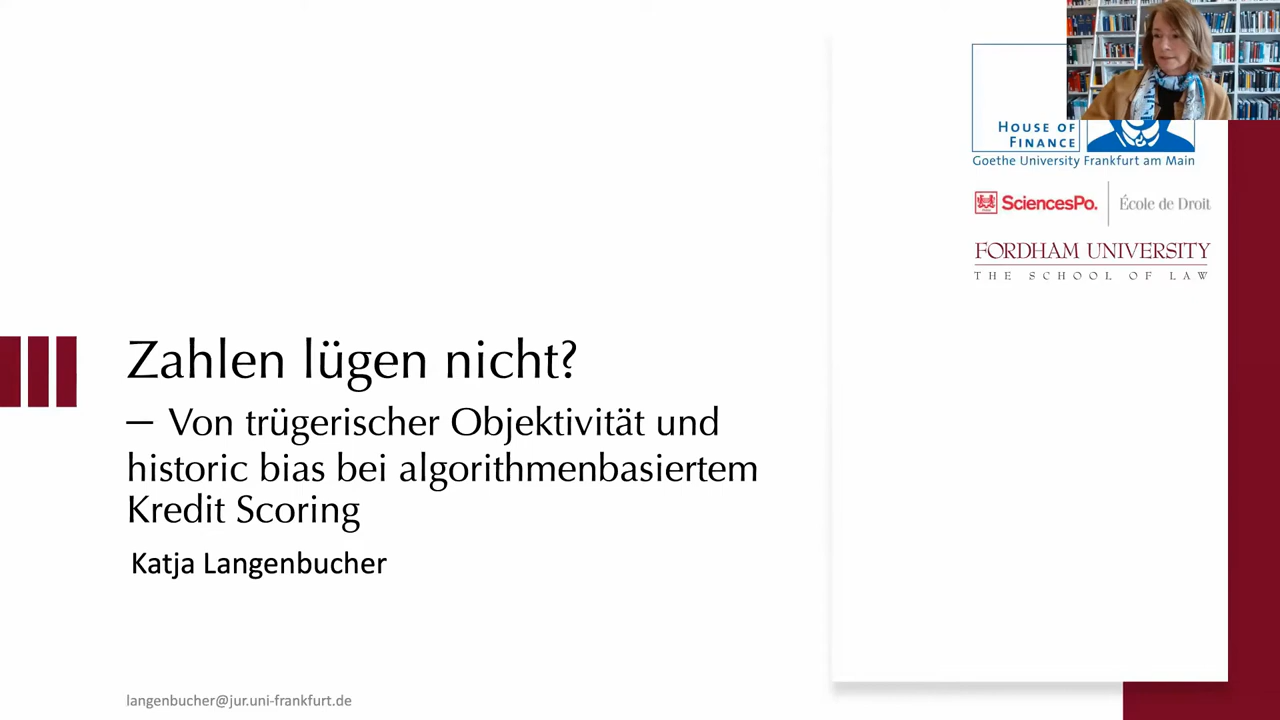 HOUSE OF
FINANCE
Goethe University Frankfurt am Main
SciencesPo. École de Droit
FORDHAM UNIVERSITY
THE SCHOOL OF LAW
Zahlen lügen nicht?
— Von trügerischer Objektivität und
historic bias bei algorithmenbasiertem
Kredit Scoring
Katja Langenbucher
langenbucher@jur.uni-frankfurt.de